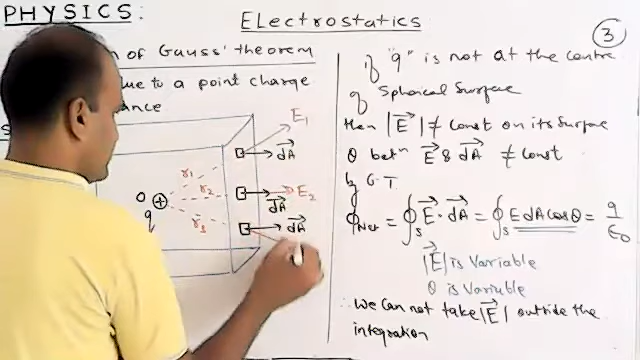 PHYSICS:
Electrostatics
3
of Gauss' theorem
due to a point charge
E1
dA
r1
r2
E2
dA
O
q
r3
dA
if "q" is not at the centre
of Spherical Surface
then |E| ≠ Const on its Surface
θ betn E & dA ≠ Const
by G.T.
ΦNet = ∮S E · dA = ∮S E dA cosθ = q/ε0
|E| is Variable
θ is Variable
∴ We can not take |E| outside the
integration